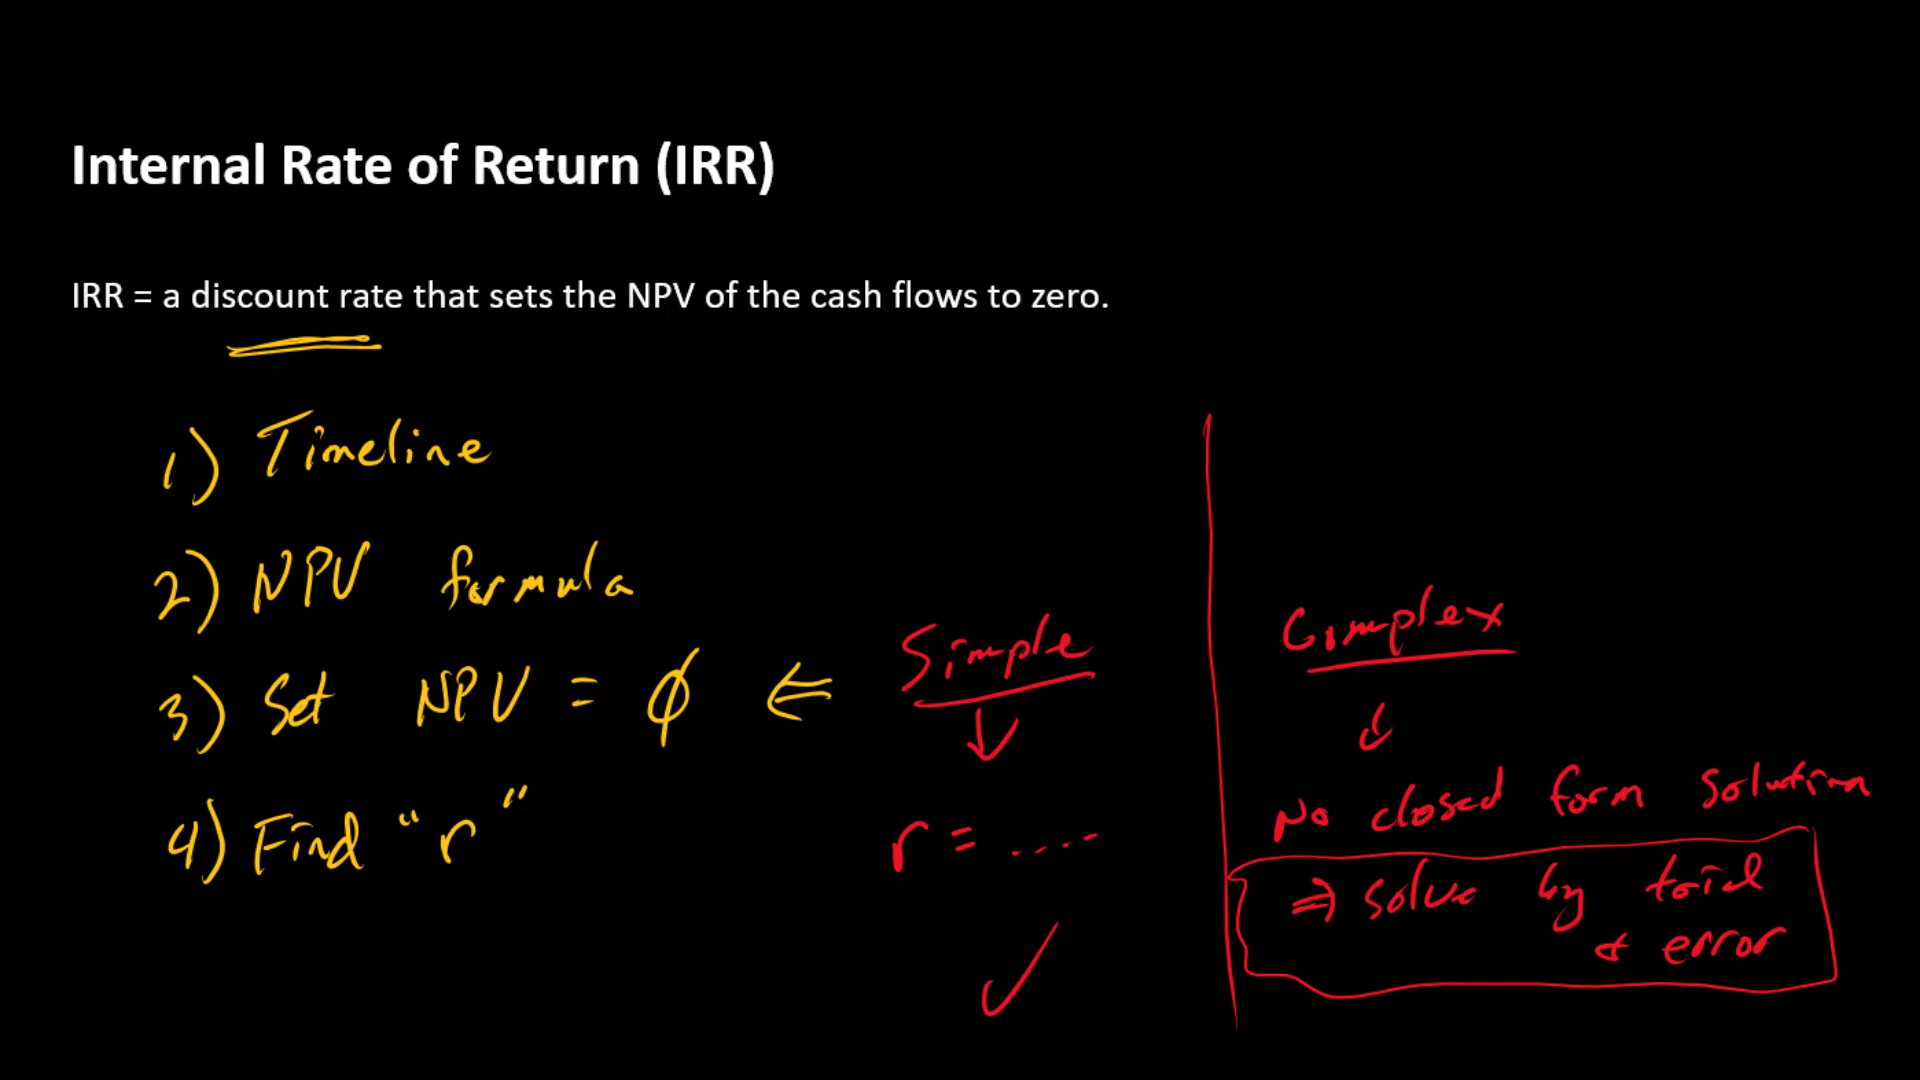 Internal Rate of Return (IRR)
IRR = a discount rate that sets the NPV of the cash flows to zero.
1) Timeline
2) NPV formula
3) Set NPV = ϕ ⇐
4) Find "r"
Simple
↓
r = ....
✓
Complex
↓
No closed form solution
⇒ solve by trial
& error